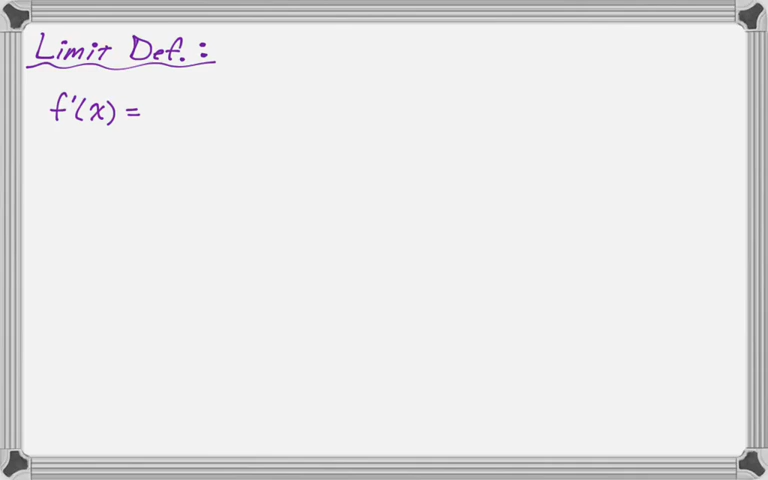 Limit Def.:
f'(x) =